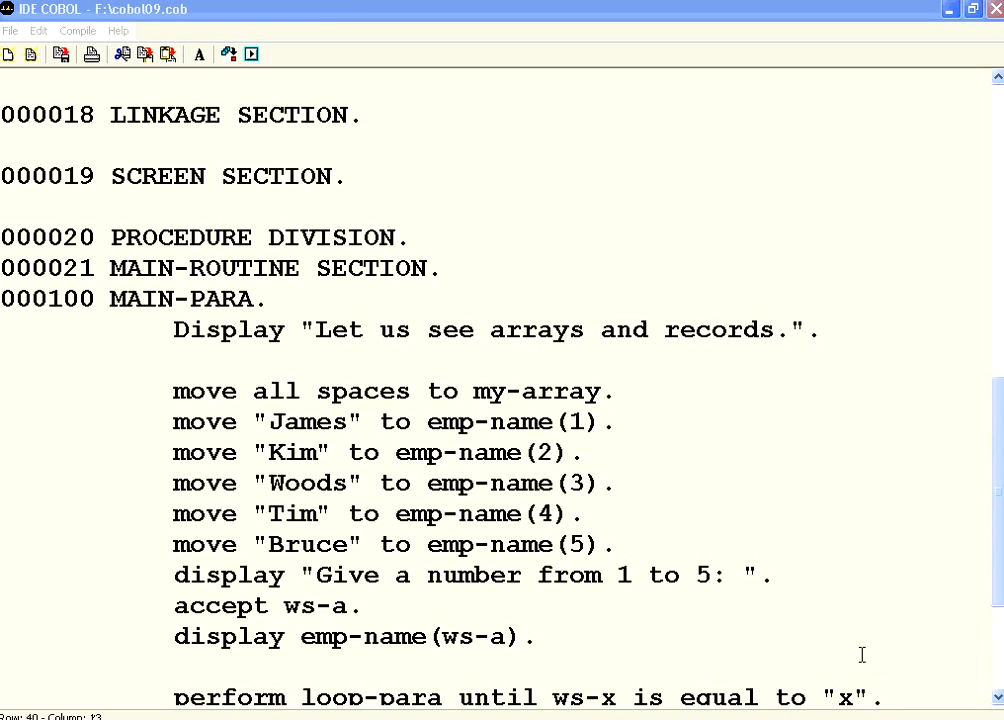 IDE COBOL - F:\cobol09.cob
File Edit Compile Help
A
000018 LINKAGE SECTION.
000019 SCREEN SECTION.
000020 PROCEDURE DIVISION.
000021 MAIN-ROUTINE SECTION.
000100 MAIN-PARA.
Display "Let us see arrays and records.".
move all spaces to my-array.
move "James" to emp-name(1).
move "Kim" to emp-name(2).
move "Woods" to emp-name(3).
move "Tim" to emp-name(4).
move "Bruce" to emp-name(5).
display "Give a number from 1 to 5: ".
accept ws-a.
display emp-name(ws-a).
perform loop-para until ws-x is equal to "x".
Row: 40 - Column: 13